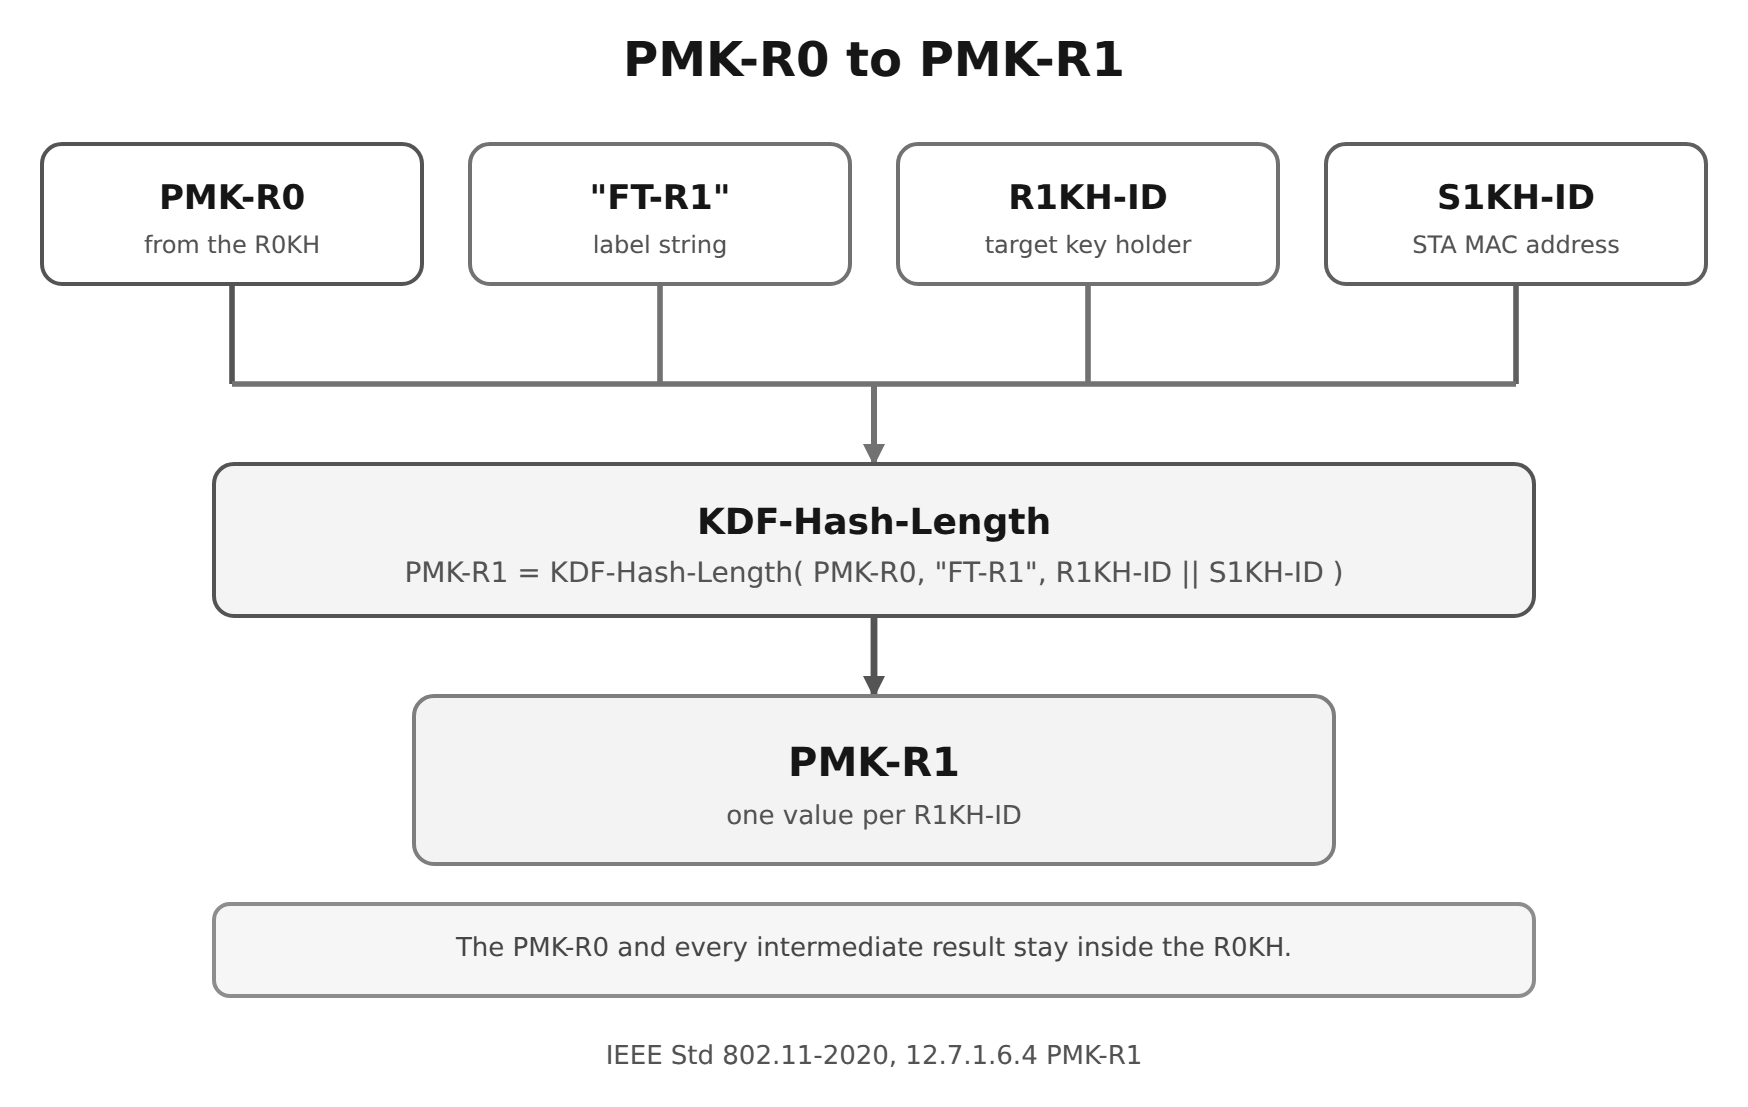 PMK-R0 to PMK-R1
PMK-R0
from the R0KH
"FT-R1"
label string
R1KH-ID
target key holder
S1KH-ID
STA MAC address
KDF-Hash-Length
PMK-R1 = KDF-Hash-Length( PMK-R0, "FT-R1", R1KH-ID || S1KH-ID )
PMK-R1
one value per R1KH-ID
The PMK-R0 and every intermediate result stay inside the R0KH.
IEEE Std 802.11-2020, 12.7.1.6.4 PMK-R1